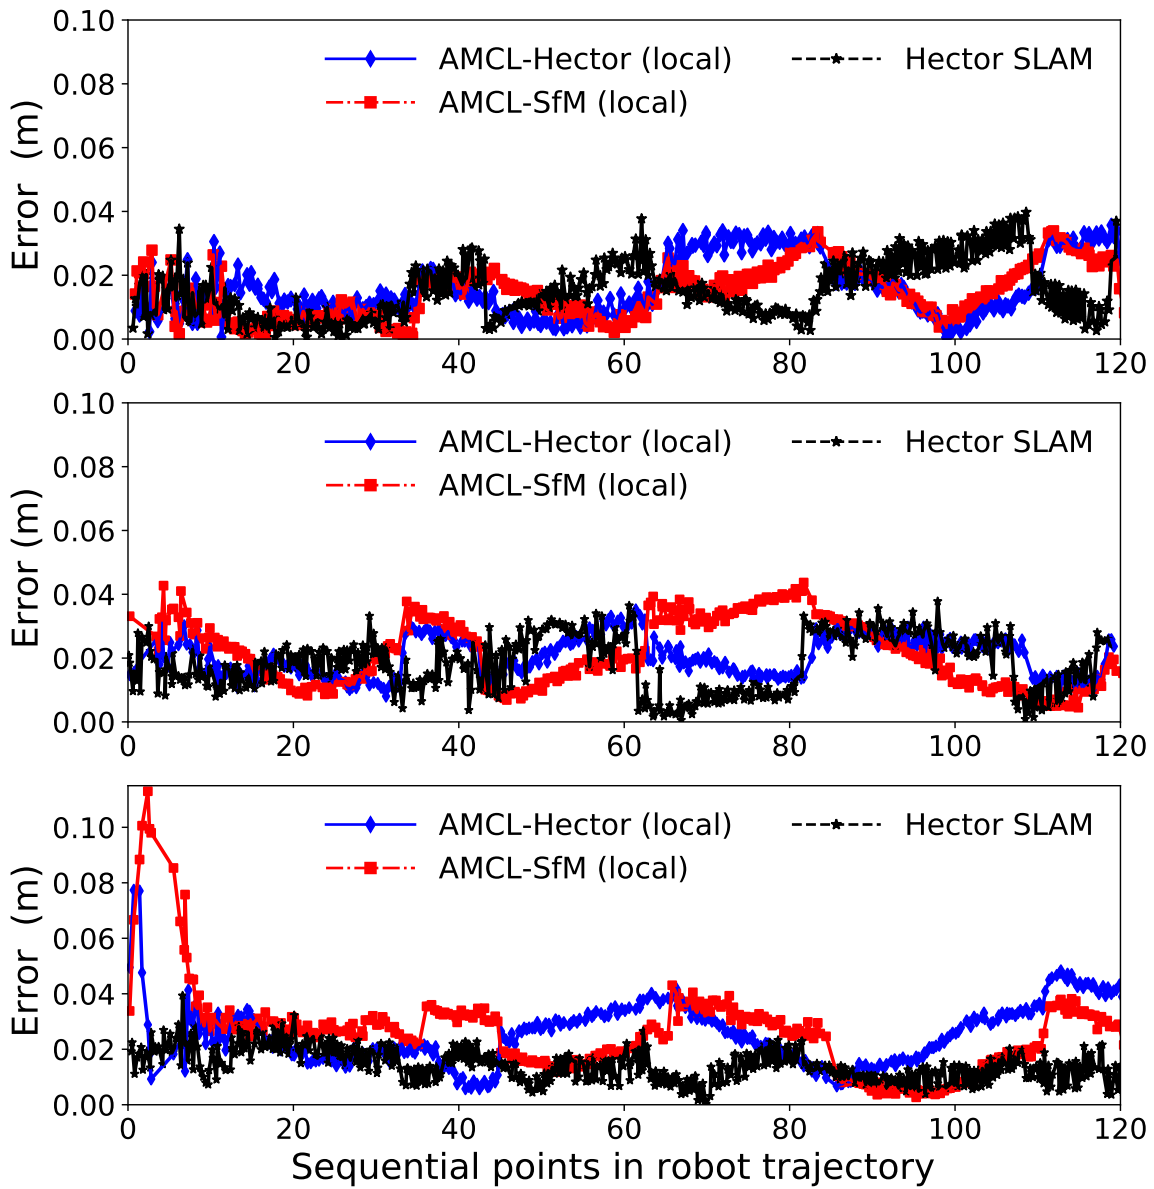 0.10
0.08
0.06
0.04
0.02
0.00
Error (m)
AMCL-Hector (local)
AMCL-SfM (local)
Hector SLAM
0 20 40 60 80 100 120
0.10
0.08
0.06
0.04
0.02
0.00
Error (m)
AMCL-Hector (local)
AMCL-SfM (local)
Hector SLAM
0 20 40 60 80 100 120
0.10
0.08
0.06
0.04
0.02
0.00
Error (m)
AMCL-Hector (local)
AMCL-SfM (local)
Hector SLAM
0 20 40 60 80 100 120
Sequential points in robot trajectory